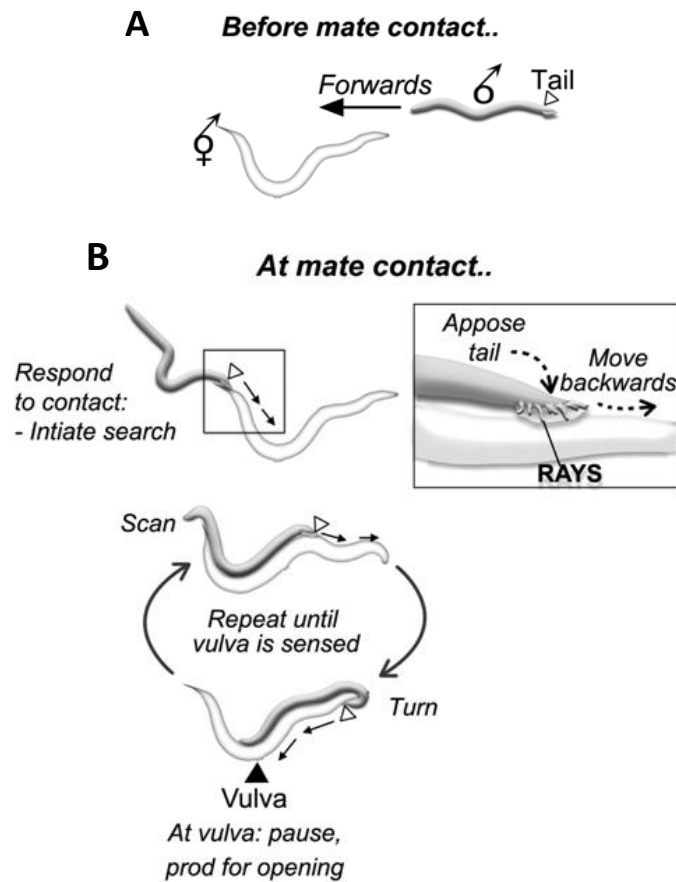 A
Before mate contact..
Forwards
Tail
B
At mate contact..
Respond
to contact:
- Intiate search
Appose
tail
Move
backwards
RAYS
Scan
Repeat until
vulva is sensed
Turn
Vulva
At vulva: pause,
prod for opening